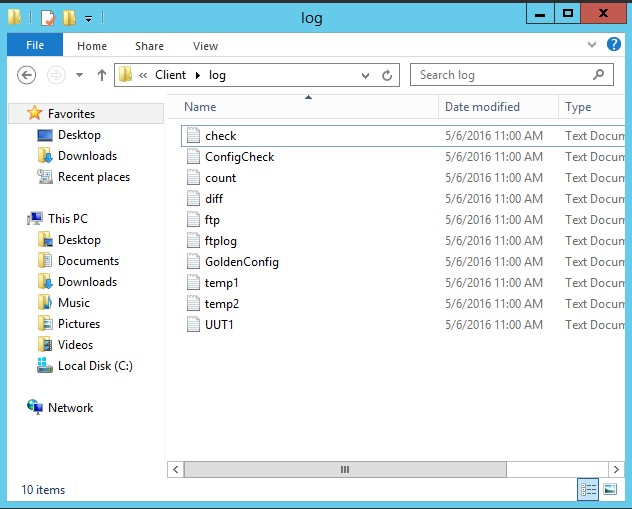 log
File Home Share View
« Client log Search log
Name Date modified Type
Favorites
Desktop
Downloads
Recent places
This PC
Desktop
Documents
Downloads
Music
Pictures
Videos
Local Disk (C:)
Network
check 5/6/2016 11:00 AM Text Docum
ConfigCheck 5/6/2016 11:00 AM Text Docum
count 5/6/2016 11:00 AM Text Docum
diff 5/6/2016 11:00 AM Text Docum
ftp 5/6/2016 11:00 AM Text Docum
ftplog 5/6/2016 11:00 AM Text Docum
GoldenConfig 5/6/2016 11:00 AM Text Docum
temp1 5/6/2016 11:00 AM Text Docum
temp2 5/6/2016 11:00 AM Text Docum
UUT1 5/6/2016 11:00 AM Text Docum
10 items